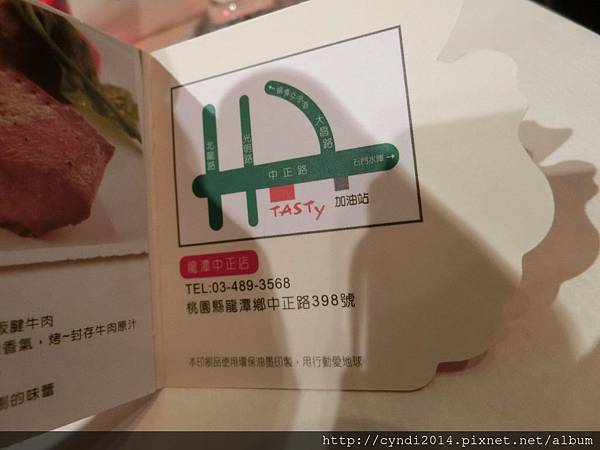 北龍路
光明路
大昌路
中正路
石門水庫→
TASTy
加油站
龍潭中正店
TEL:03-489-3568
桃園縣龍潭鄉中正路398號
本印刷品使用環保油墨印製，用行動愛地球
腱牛肉
香氣，烤~封存牛肉原汁
的味蕾
http://cyndi2014.pixnet.net/album